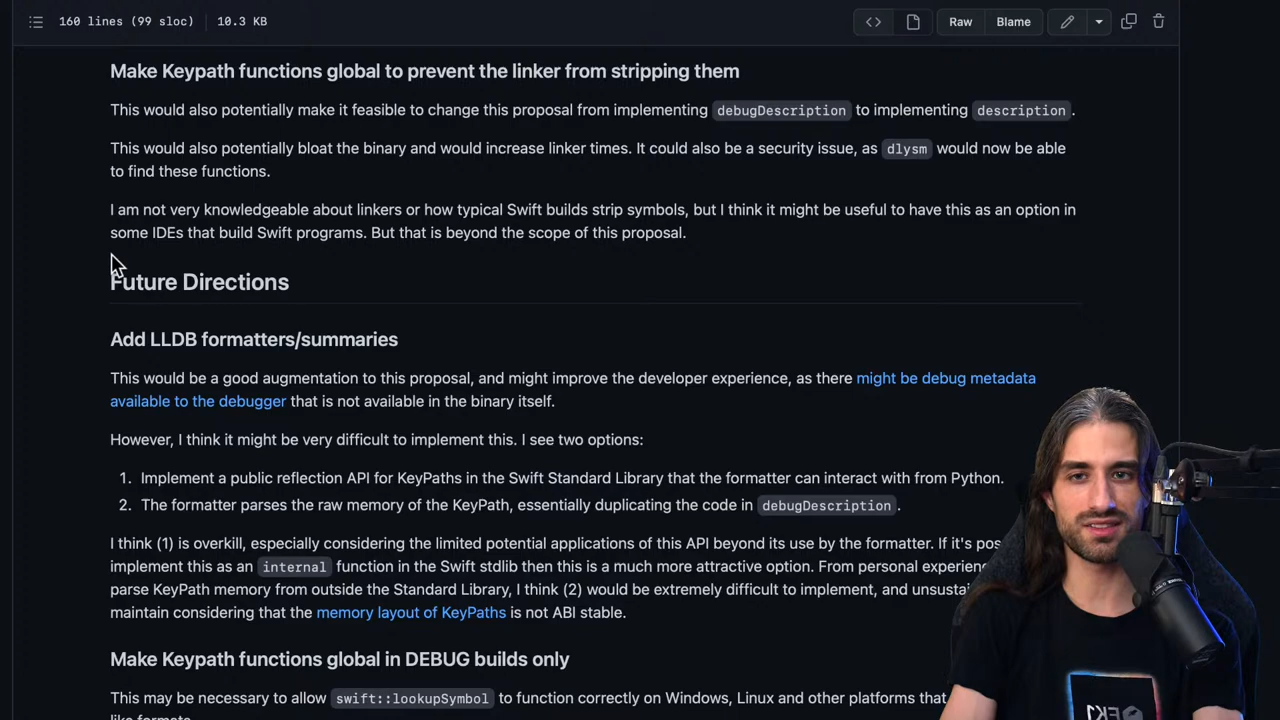 160 lines (99 sloc) 10.3 KB Raw Blame
Make Keypath functions global to prevent the linker from stripping them
This would also potentially make it feasible to change this proposal from implementing debugDescription to implementing description.
This would also potentially bloat the binary and would increase linker times. It could also be a security issue, as dlysm would now be able
to find these functions.
I am not very knowledgeable about linkers or how typical Swift builds strip symbols, but I think it might be useful to have this as an option in
some IDEs that build Swift programs. But that is beyond the scope of this proposal.
Future Directions
Add LLDB formatters/summaries
This would be a good augmentation to this proposal, and might improve the developer experience, as there might be debug metadata
available to the debugger that is not available in the binary itself.
However, I think it might be very difficult to implement this. I see two options:
1. Implement a public reflection API for KeyPaths in the Swift Standard Library that the formatter can interact with from Python.
2. The formatter parses the raw memory of the KeyPath, essentially duplicating the code in debugDescription.
I think (1) is overkill, especially considering the limited potential applications of this API beyond its use by the formatter. If it's pos
implement this as an internal function in the Swift stdlib then this is a much more attractive option. From personal experienc
parse KeyPath memory from outside the Standard Library, I think (2) would be extremely difficult to implement, and unsustai
maintain considering that the memory layout of KeyPaths is not ABI stable.
Make Keypath functions global in DEBUG builds only
This may be necessary to allow swift::lookupSymbol to function correctly on Windows, Linux and other platforms that
like formats.